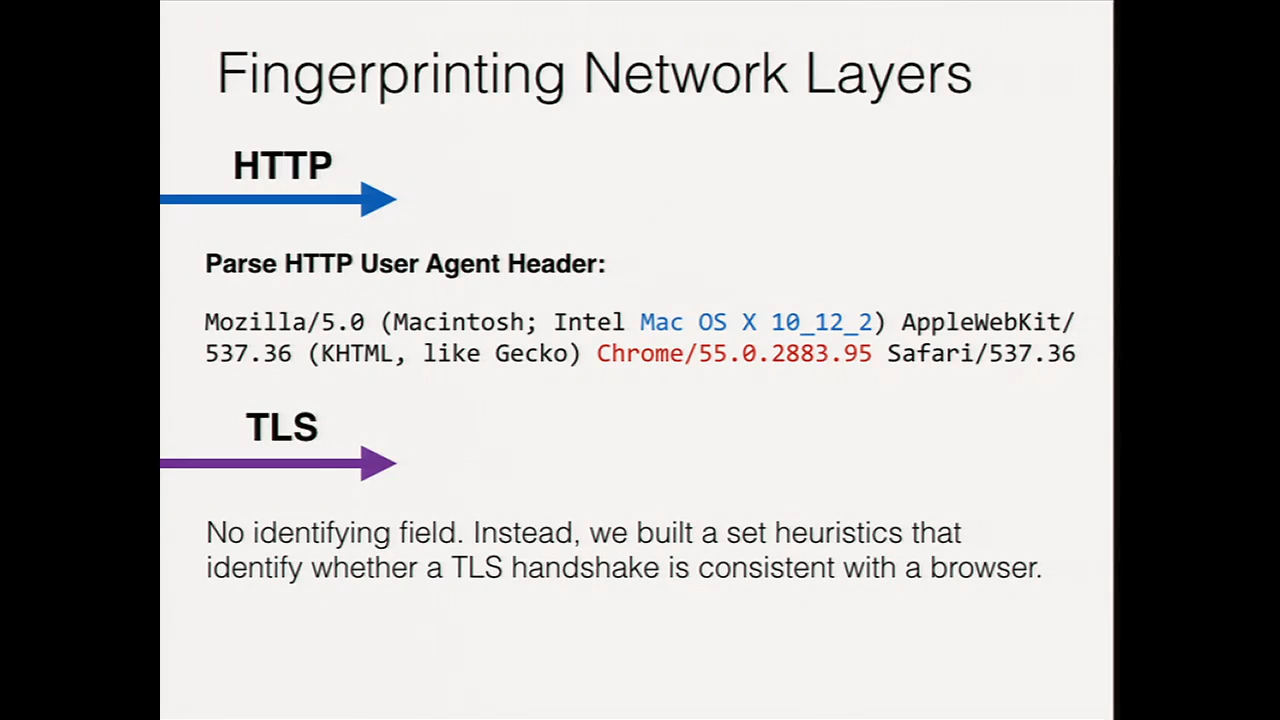 Fingerprinting Network Layers
HTTP
Parse HTTP User Agent Header:
Mozilla/5.0 (Macintosh; Intel Mac OS X 10_12_2) AppleWebKit/
537.36 (KHTML, like Gecko) Chrome/55.0.2883.95 Safari/537.36
TLS
No identifying field. Instead, we built a set heuristics that
identify whether a TLS handshake is consistent with a browser.